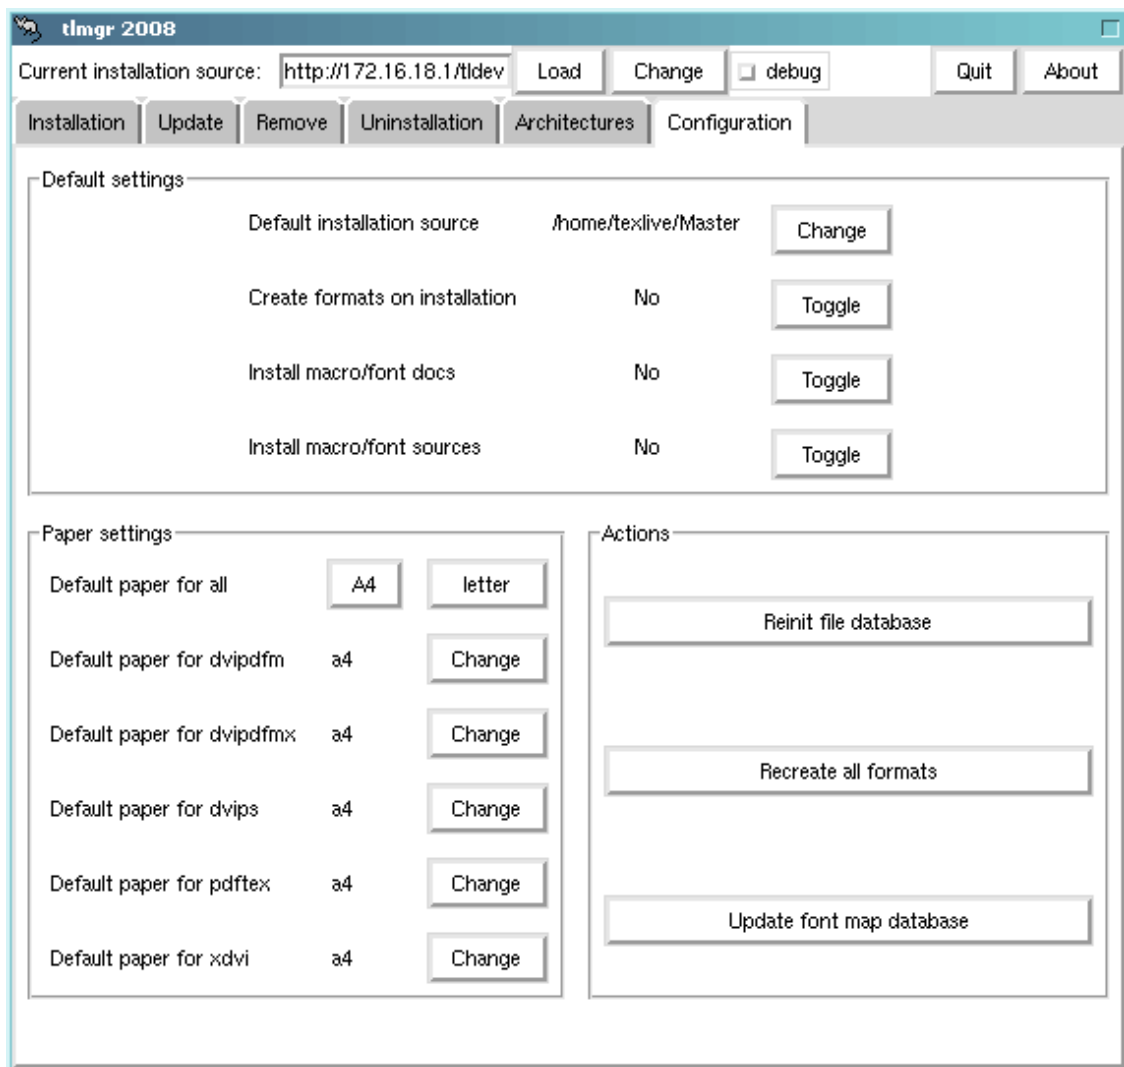 tlmgr 2008
Current installation source: http://172.16.18.1/tldev Load Change debug Quit About
Installation Update Remove Uninstallation Architectures Configuration
Default settings
Default installation source /home/texlive/Master Change
Create formats on installation No Toggle
Install macro/font docs No Toggle
Install macro/font sources No Toggle
Paper settings
Default paper for all A4 letter
Default paper for dvipdfm a4 Change
Default paper for dvipdfmx a4 Change
Default paper for dvips a4 Change
Default paper for pdftex a4 Change
Default paper for xdvi a4 Change
Actions
Reinit file database
Recreate all formats
Update font map database